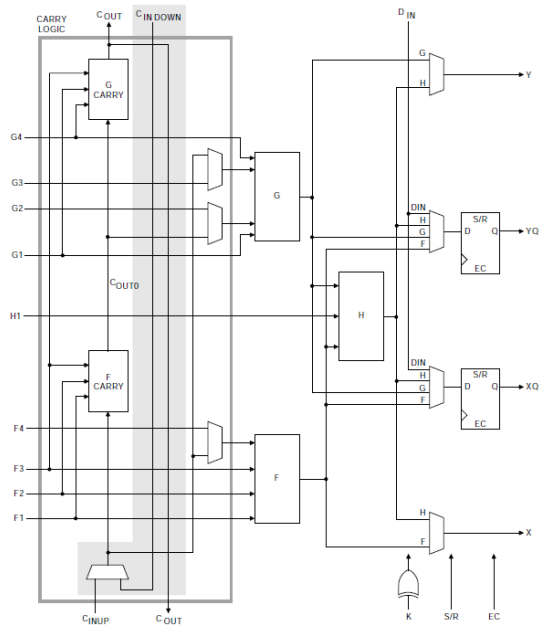 CARRY LOGIC
COUT
CIN DOWN
DIN
G CARRY
G
H
Y
G4
G3
G2
G1
G
DIN
H
G
F
S/R
D
Q
EC
YQ
COUT0
H1
H
F CARRY
DIN
H
G
F
S/R
D
Q
EC
XQ
F4
F3
F2
F1
F
H
F
X
CINUP
COUT
K
S/R
EC